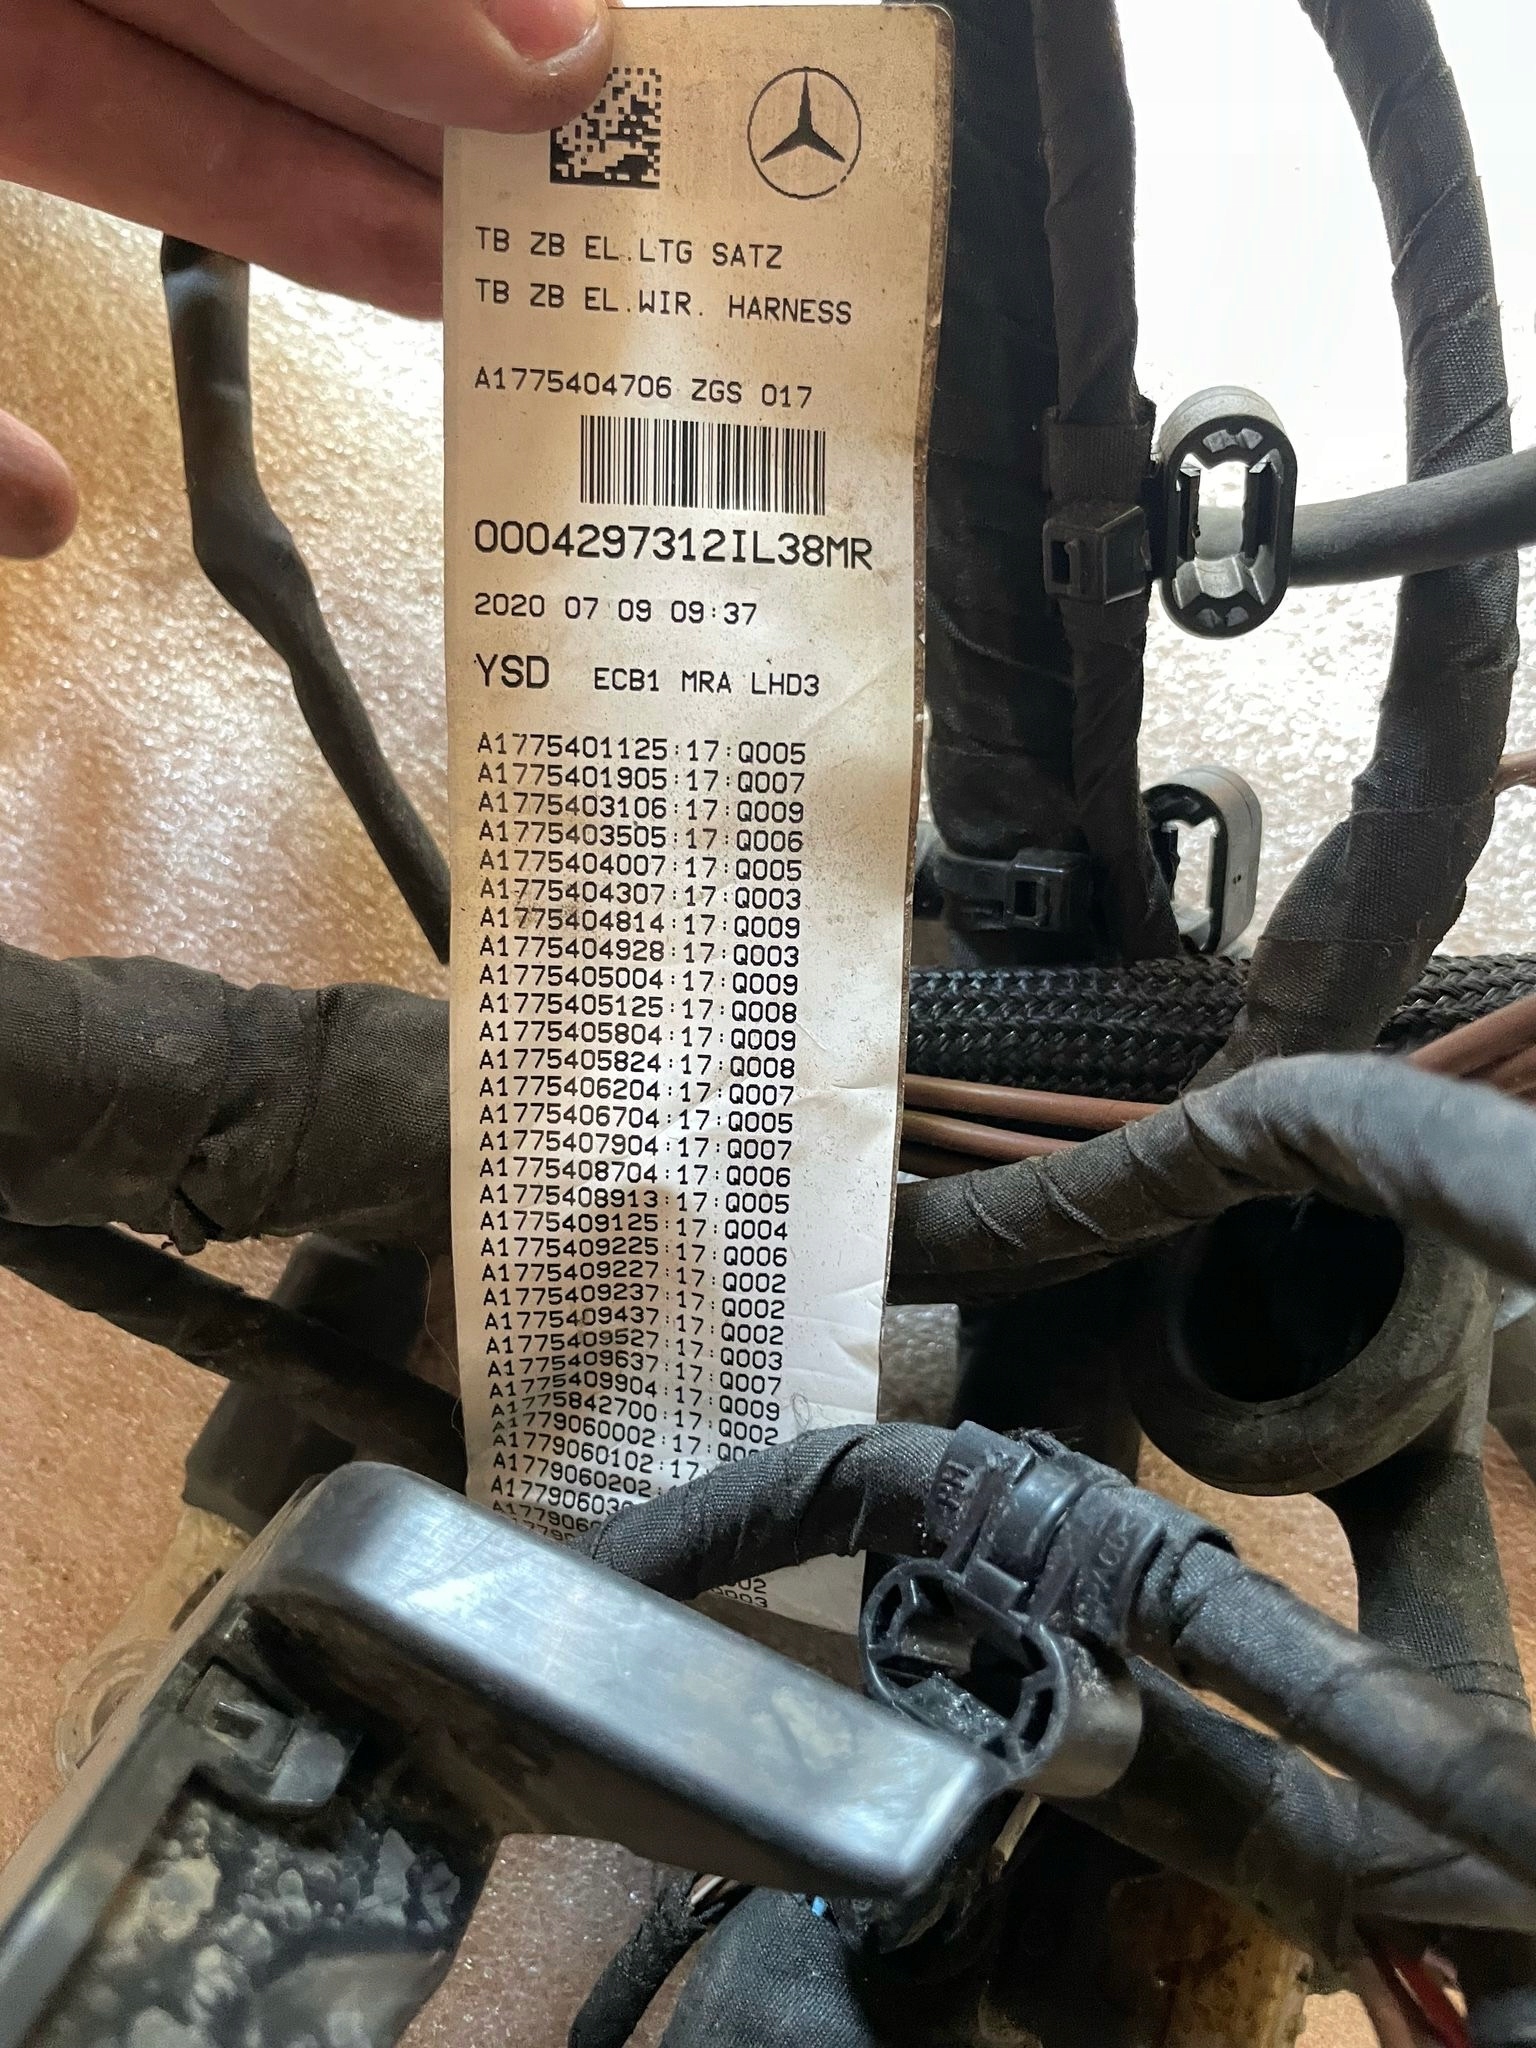 TB ZB EL.LTG SATZ
TB ZB EL.WIR. HARNESS
A1775404706 ZGS 017
0004297312IL38MR
2020 07 09 09:37
YSD ECB1 MRA LHD3
A1775401125:17:Q005
A1775401905:17:Q007
A1775403106:17:Q009
A1775403505:17:Q006
A1775404007:17:Q005
A1775404307:17:Q003
A1775404814:17:Q009
A1775404928:17:Q003
A1775405004:17:Q009
A1775405125:17:Q008
A1775405804:17:Q009
A1775405824:17:Q008
A1775406204:17:Q007
A1775406704:17:Q005
A1775407904:17:Q007
A1775408704:17:Q006
A1775408913:17:Q005
A1775409125:17:Q004
A1775409225:17:Q006
A1775409227:17:Q002
A1775409237:17:Q002
A1775409437:17:Q002
A1775409527:17:Q003
A1775409637:17:Q007
A1775409904:17:Q009
A1775842700:17:Q002
A1779060002:17:Q0
A1779060102:17
A1779060202